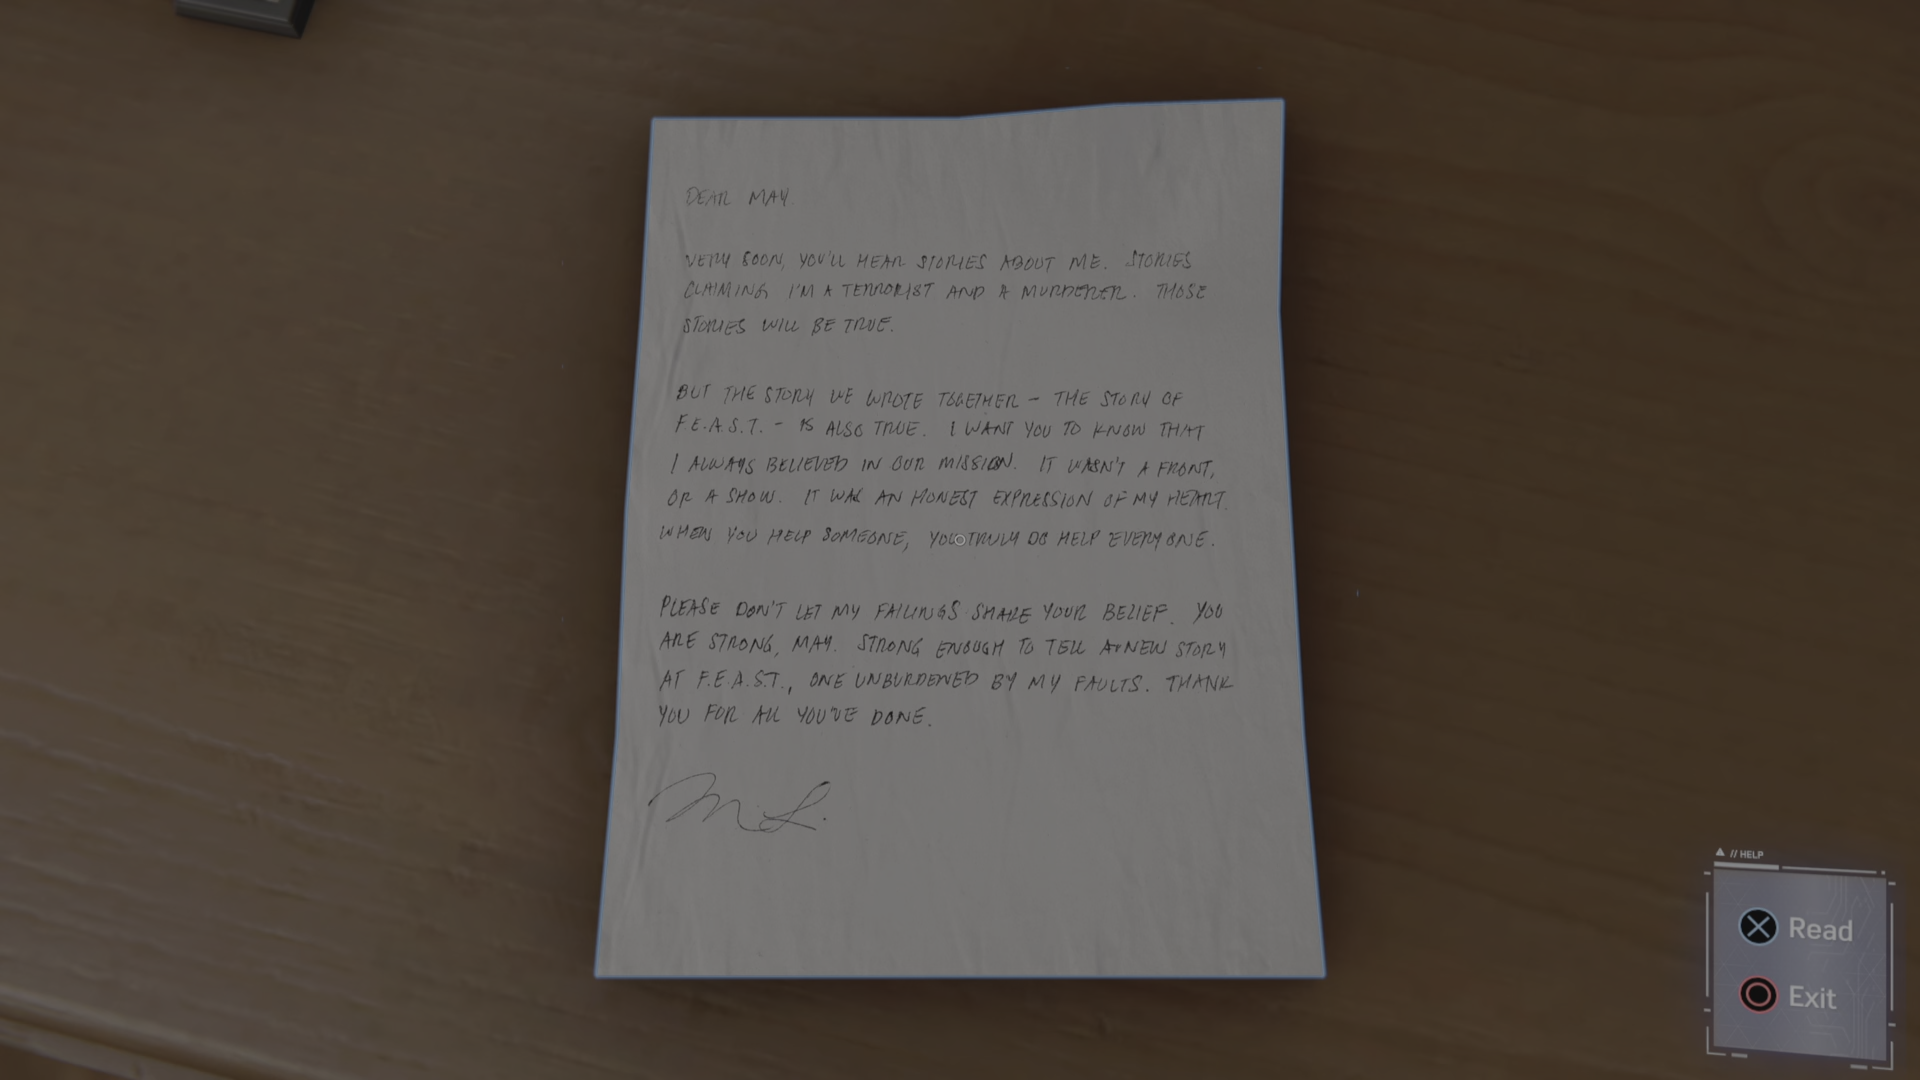 DEAR MAY.
VERY SOON, YOU'LL HEAR STORIES ABOUT ME. STORIES
CLAIMING I'M A TERRORIST AND A MURDERER. THOSE
STORIES WILL BE TRUE.
BUT THE STORY WE WROTE TOGETHER - THE STORY OF
F.E.A.S.T. - IS ALSO TRUE. I WANT YOU TO KNOW THAT
I ALWAYS BELIEVED IN OUR MISSION. IT WASN'T A FRONT,
OR A SHOW. IT WAS AN HONEST EXPRESSION OF MY HEART.
WHEN YOU HELP SOMEONE, YOU TRULY DO HELP EVERYONE.
PLEASE DON'T LET MY FAILINGS SHAKE YOUR BELIEF. YOU
ARE STRONG, MAY. STRONG ENOUGH TO TELL A NEW STORY
AT F.E.A.S.T., ONE UNBURDENED BY MY FAULTS. THANK
YOU FOR ALL YOU'VE DONE.
M L.
// HELP
Read
Exit